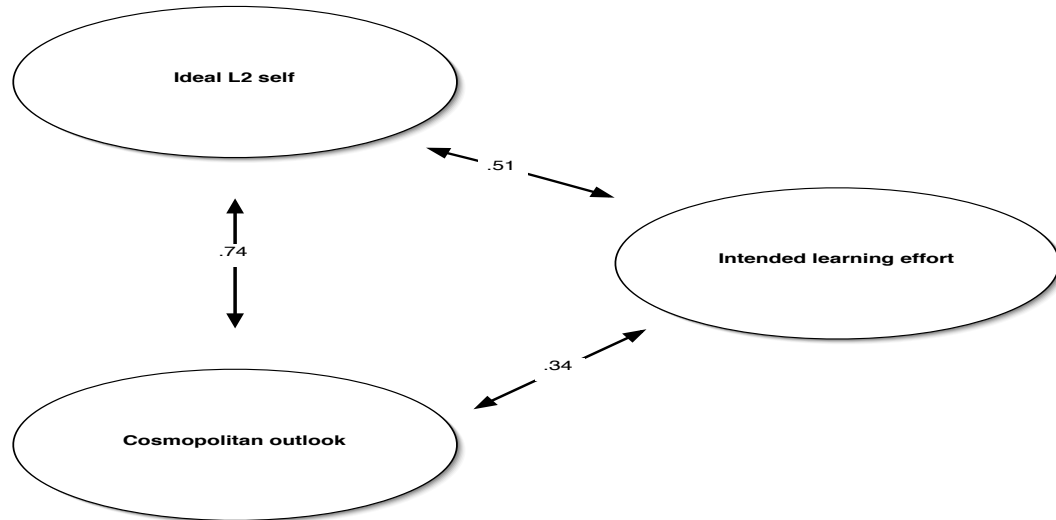 Ideal L2 self
.51
.74
Intended learning effort
.34
Cosmopolitan outlook